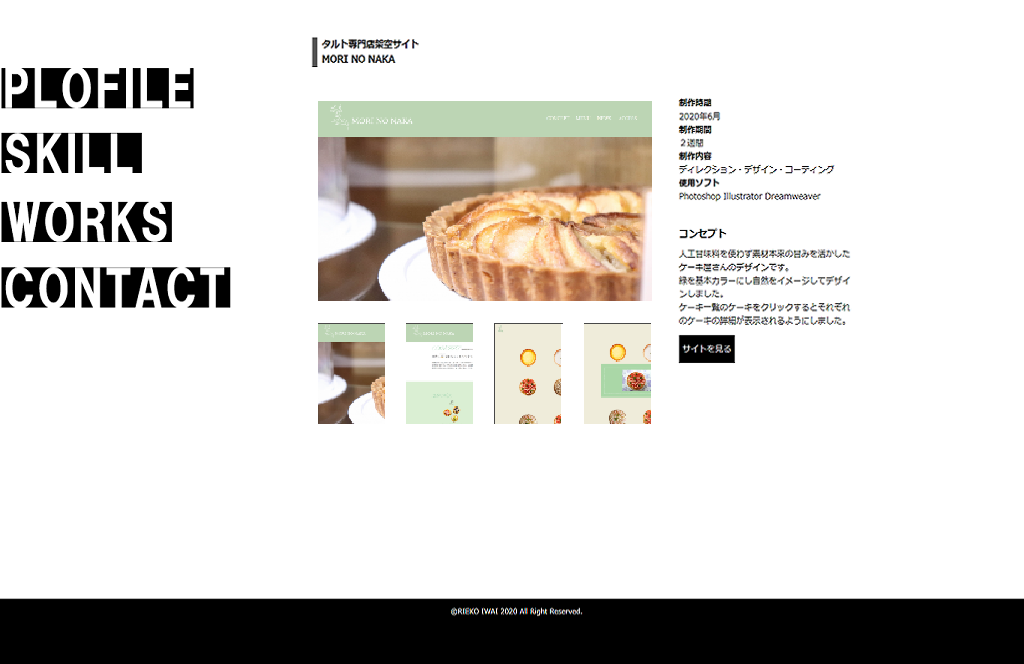 PLOFILE
SKILL
WORKS
CONTACT
タルト専門店架空サイト
MORI NO NAKA
MORI NO NAKA
制作時期
2020年6月
制作期間
２週間
制作内容
ディレクション・デザイン・コーティング
使用ソフト
Photoshop Illustrator Dreamweaver
コンセプト
人工甘味料を使わず素材本来の甘みを活かした
ケーキ屋さんのデザインです。
緑を基本カラーにし自然をイメージしてデザイ
ンしました。
ケーキ一覧のケーキをクリックするとそれぞれ
のケーキの詳細が表示されるようにしました。
サイトを見る
©RIEKO IWAI 2020 All Right Reserved.